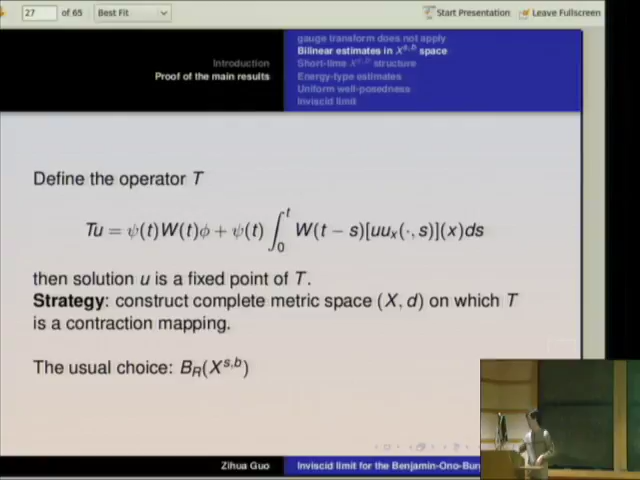 27 of 65 Best Fit Start Presentation Leave Fullscreen
gauge transform does not apply
Bilinear estimates in X^{s,b} space
Introduction Short-time X^{s,b} structure
Proof of the main results Energy-type estimates
Uniform well-posedness
Inviscid limit
Define the operator T
Tu = ψ(t)W(t)φ + ψ(t) ∫_0^t W(t − s)[uu_x(·, s)](x)ds
then solution u is a fixed point of T.
Strategy: construct complete metric space (X, d) on which T
is a contraction mapping.
The usual choice: B_R(X^{s,b})
Zihua Guo Inviscid limit for the Benjamin-Ono-Bur